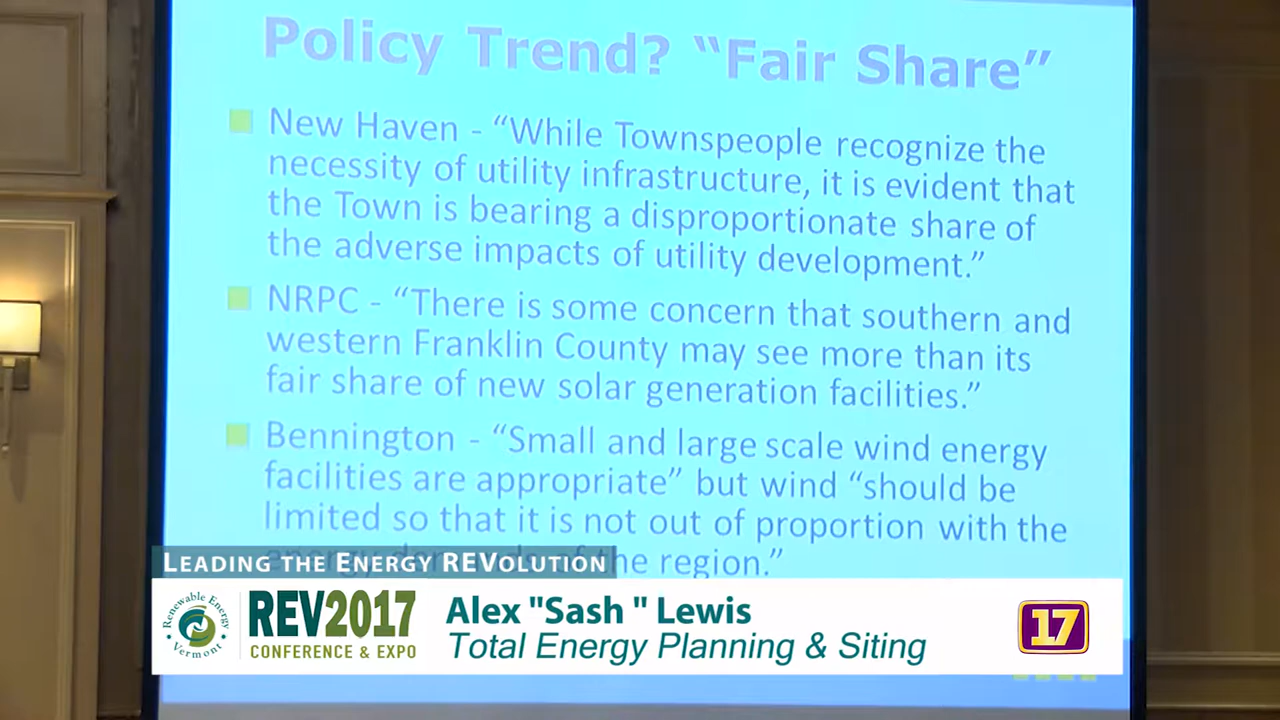 Policy Trend? “Fair Share”
New Haven - “While Townspeople recognize the
necessity of utility infrastructure, it is evident that
the Town is bearing a disproportionate share of
the adverse impacts of utility development.”
NRPC - “There is some concern that southern and
western Franklin County may see more than its
fair share of new solar generation facilities.”
Bennington - “Small and large scale wind energy
facilities are appropriate” but wind “should be
limited so that it is not out of proportion with the
energy demands of the region.”
LEADING THE ENERGY REVOLUTION
Renewable Energy
Vermont
REV2017
CONFERENCE & EXPO
Alex "Sash " Lewis
Total Energy Planning & Siting
17